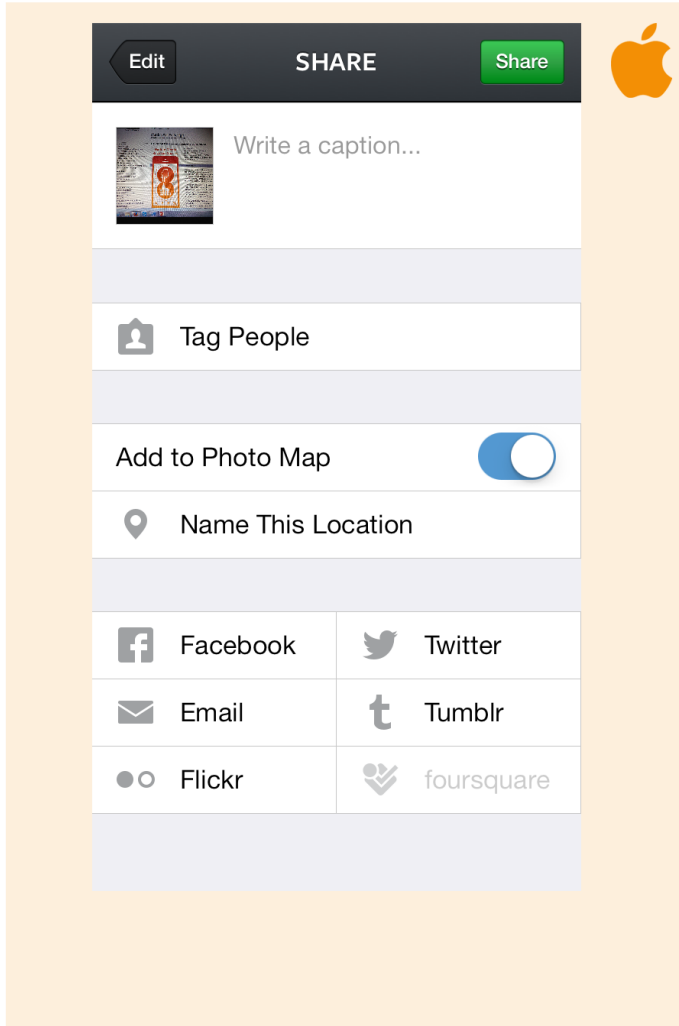 Edit SHARE Share
Write a caption...
Tag People
Add to Photo Map
Name This Location
Facebook Twitter
Email Tumblr
Flickr foursquare